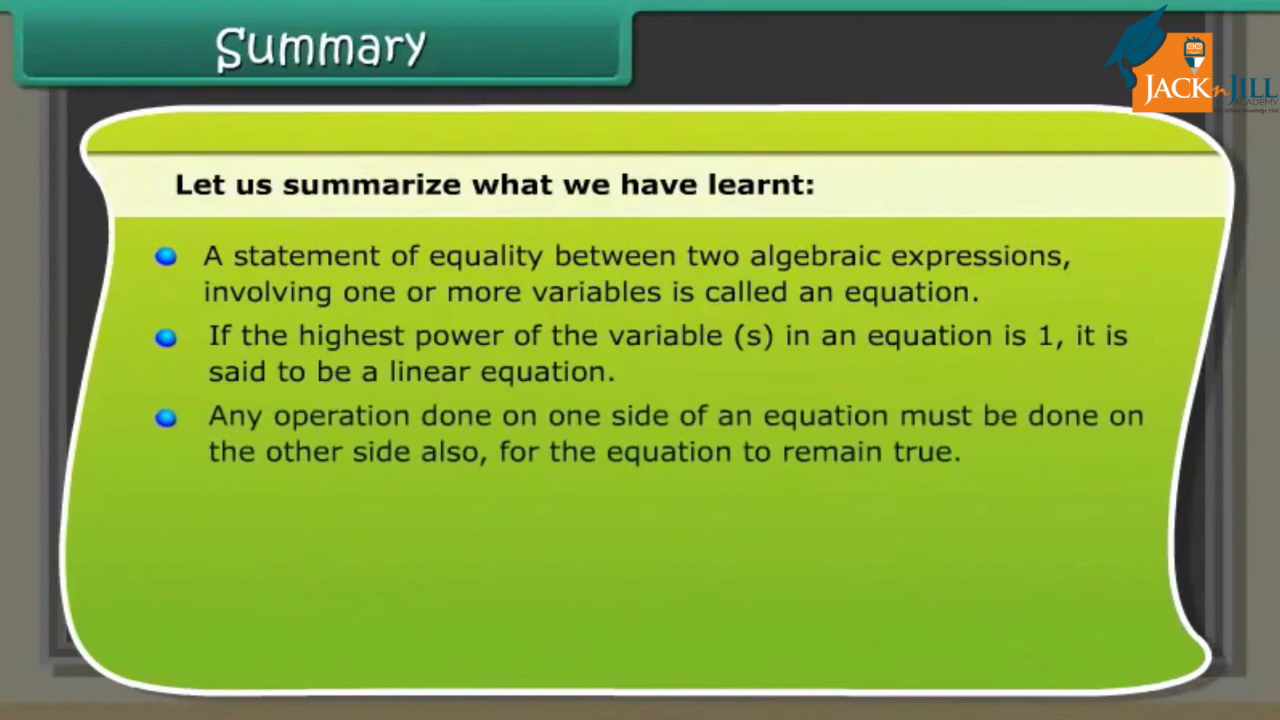 Summary
JACKnJILL
ACADEMY
Let us summarize what we have learnt:
A statement of equality between two algebraic expressions,
involving one or more variables is called an equation.
If the highest power of the variable (s) in an equation is 1, it is
said to be a linear equation.
Any operation done on one side of an equation must be done on
the other side also, for the equation to remain true.